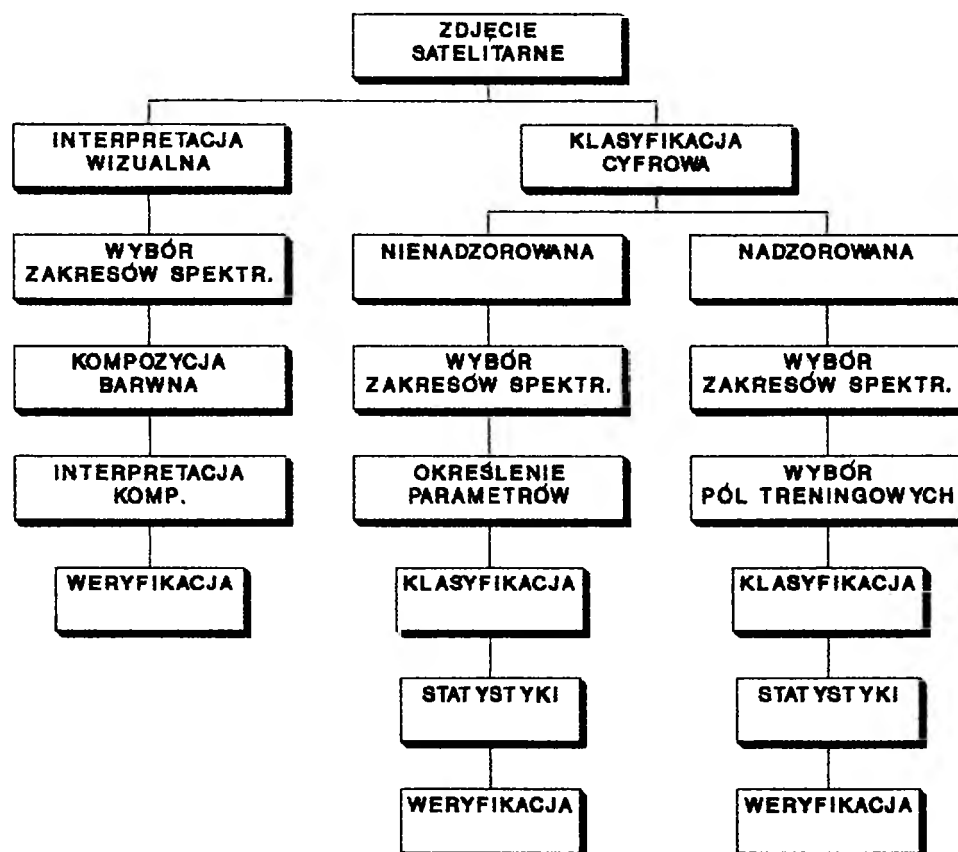 ZDJĘCIE
SATELITARNE
INTERPRETACJA
WIZUALNA
KLASYFIKACJA
CYFROWA
WYBÓR
ZAKRESÓW SPEKTR.
NIENADZOROWANA
NADZOROWANA
KOMPOZYCJA
BARWNA
WYBÓR
ZAKRESÓW SPEKTR.
WYBÓR
ZAKRESÓW SPEKTR.
INTERPRETACJA
KOMP.
OKREŚLENIE
PARAMETRÓW
WYBÓR
PÓL TRENINGOWYCH
WERYFIKACJA
KLASYFIKACJA
KLASYFIKACJA
STATYSTYKI
STATYSTYKI
WERYFIKACJA
WERYFIKACJA